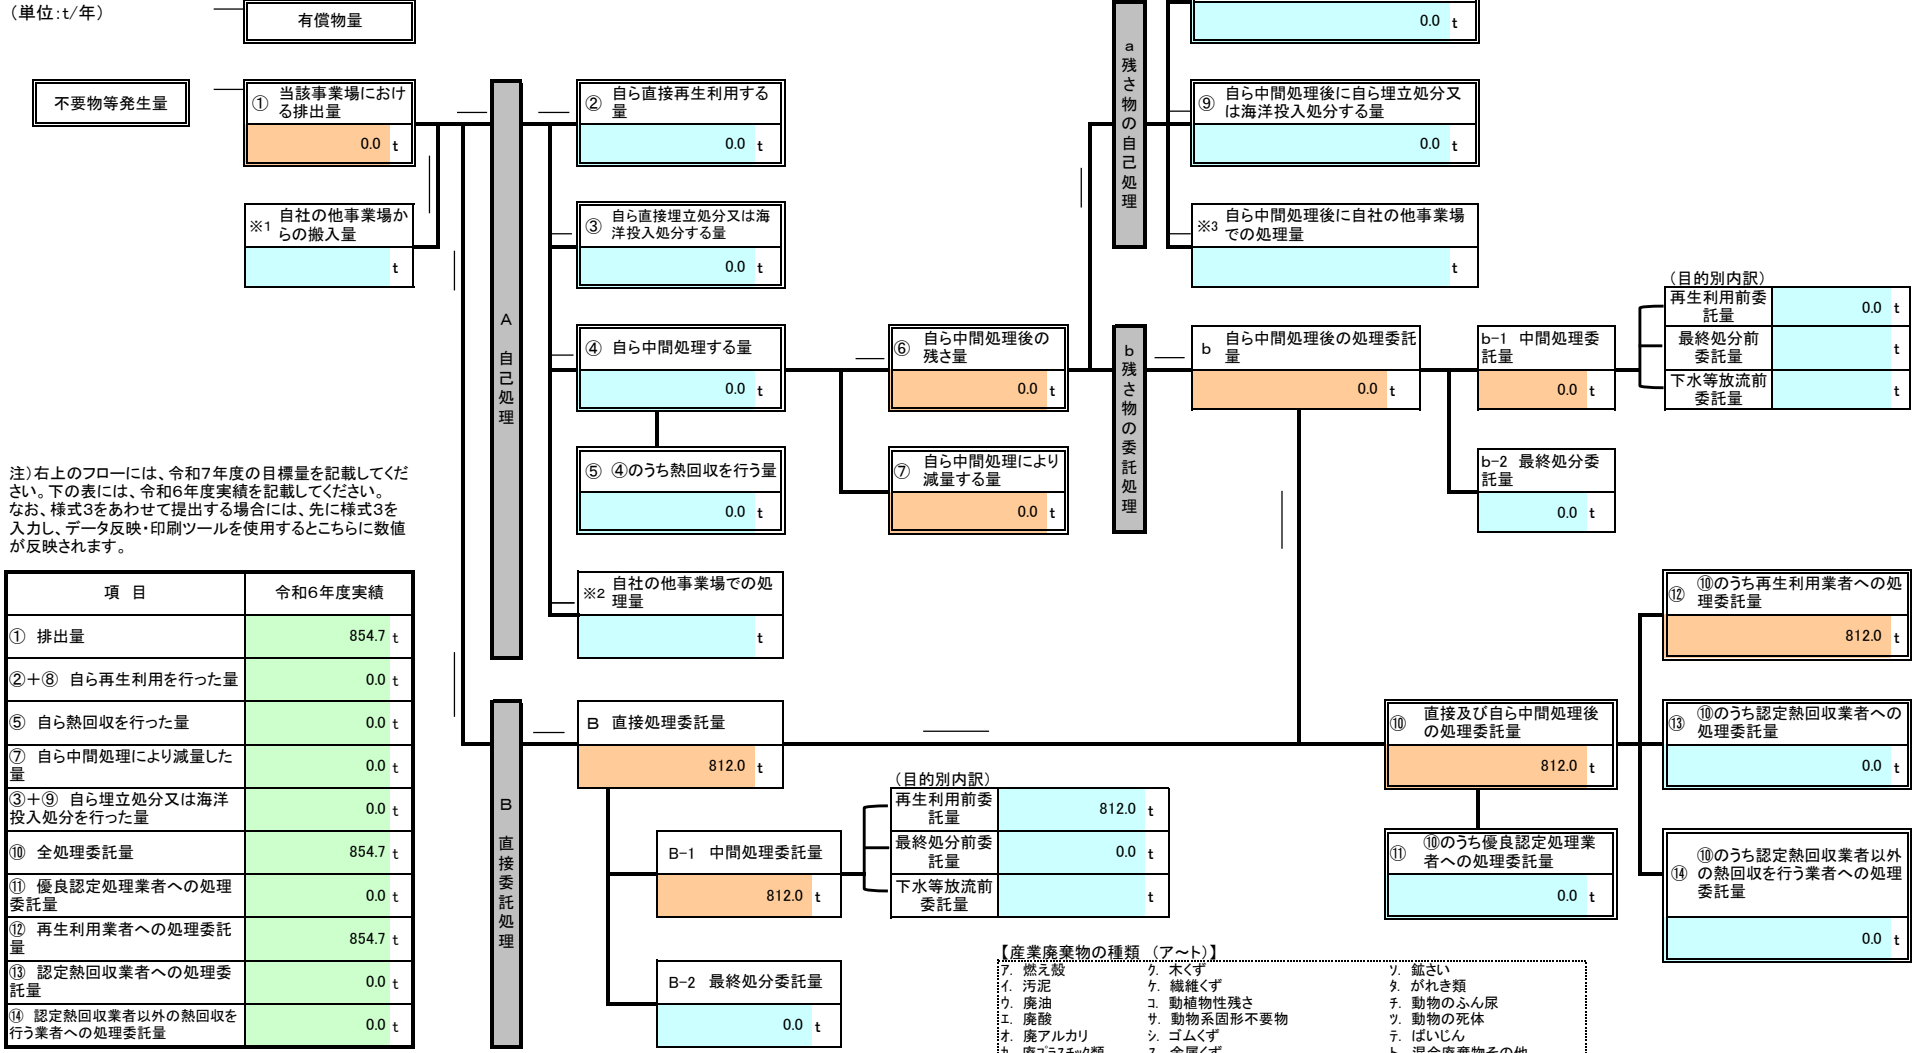 (単位:t/年)
有償物量
0.0 t
不要物等発生量
① 当該事業場におけ
る排出量
0.0 t
※1 自社の他事業場か
らの搬入量
t
A 自己処理
② 自ら直接再生利用する
量
0.0 t
③ 自ら直接埋立処分又は海
洋投入処分する量
0.0 t
④ 自ら中間処理する量
0.0 t
⑤ ④のうち熱回収を行う量
0.0 t
※2 自社の他事業場での処
理量
t
⑥ 自ら中間処理後の
残さ量
0.0 t
⑦ 自ら中間処理により
減量する量
0.0 t
a 残さ物の自己処理
⑨ 自ら中間処理後に自ら埋立処分又
は海洋投入処分する量
0.0 t
※3 自ら中間処理後に自社の他事業場
での処理量
t
b 残さ物の委託処理
b 自ら中間処理後の処理委託
量
0.0 t
b-1 中間処理委
託量
0.0 t
(目的別内訳)
再生利用前委
託量
0.0 t
最終処分前
委託量
t
下水等放流前
委託量
t
b-2 最終処分委
託量
0.0 t
注)右上のフローには、令和7年度の目標量を記載してくだ
さい。下の表には、令和6年度実績を記載してください。
なお、様式3をあわせて提出する場合には、先に様式3を
入力し、データ反映・印刷ツールを使用するとこちらに数値
が反映されます。
項 目 令和6年度実績
① 排出量 854.7 t
②+⑧ 自ら再生利用を行った量 0.0 t
⑤ 自ら熱回収を行った量 0.0 t
⑦ 自ら中間処理により減量した
量 0.0 t
③+⑨ 自ら埋立処分又は海洋
投入処分を行った量 0.0 t
⑩ 全処理委託量 854.7 t
⑪ 優良認定処理業者への処理
委託量 0.0 t
⑫ 再生利用業者への処理委託
量 854.7 t
⑬ 認定熱回収業者への処理委
託量 0.0 t
⑭ 認定熱回収業者以外の熱回収を
行う業者への処理委託量 0.0 t
B 直接委託処理
B 直接処理委託量
812.0 t
B-1 中間処理委託量
812.0 t
(目的別内訳)
再生利用前委
託量
812.0 t
最終処分前委
託量
0.0 t
下水等放流前
委託量
t
B-2 最終処分委託量
0.0 t
⑩ 直接及び自ら中間処理後
の処理委託量
812.0 t
⑪ ⑩のうち優良認定処理業
者への処理委託量
0.0 t
⑫ ⑩のうち再生利用業者への処
理委託量
812.0 t
⑬ ⑩のうち認定熱回収業者への
処理委託量
0.0 t
⑭ ⑩のうち認定熱回収業者以外
の熱回収を行う業者への処理
委託量
0.0 t
【産業廃棄物の種類 (ア~ト)】
ア. 燃え殻 ク. 木くず ソ. 鉱さい
イ. 汚泥 ケ. 繊維くず タ. がれき類
ウ. 廃油 コ. 動植物性残さ チ. 動物のふん尿
エ. 廃酸 サ. 動物系固形不要物 ツ. 動物の死体
オ. 廃アルカリ シ. ゴムくず テ. ばいじん
カ. 廃プラスチック類 ス. 金属くず ト. 混合廃棄物その他